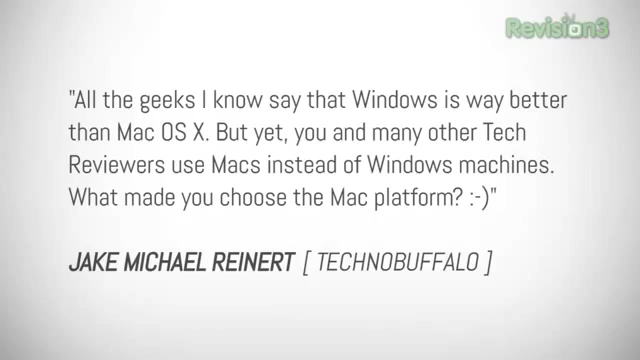 Revision3
"All the geeks I know say that Windows is way better
than Mac OS X. But yet, you and many other Tech
Reviewers use Macs instead of Windows machines.
What made you choose the Mac platform? :-)"
JAKE MICHAEL REINERT [ TECHNOBUFFALO ]